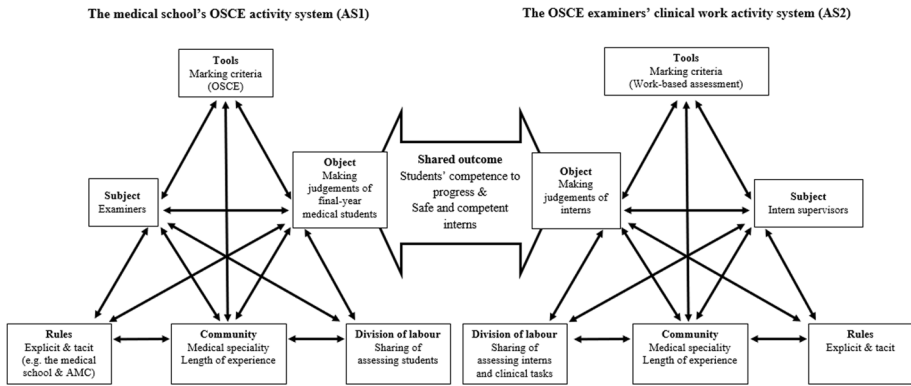 The medical school's OSCE activity system (AS1)
The OSCE examiners' clinical work activity system (AS2)
Tools
Marking criteria
(OSCE)
Tools
Marking criteria
(Work-based assessment)
Subject
Examiners
Object
Making
judgements of
final-year
medical students
Shared outcome
Students' competence to
progress &
Safe and competent
interns
Object
Making
judgements of
interns
Subject
Intern supervisors
Rules
Explicit & tacit
(e.g. the medical
school & AMC)
Community
Medical speciality
Length of experience
Division of labour
Sharing of
assessing students
Division of labour
Sharing of
assessing interns
and clinical tasks
Community
Medical speciality
Length of experience
Rules
Explicit & tacit